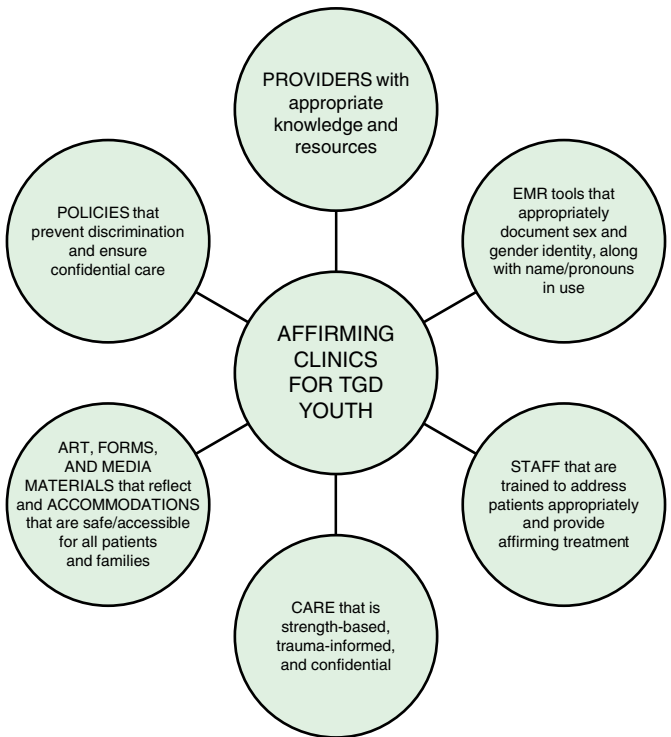 PROVIDERS with
appropriate
knowledge and
resources
POLICIES that
prevent discrimination
and ensure
confidential care
EMR tools that
appropriately
document sex and
gender identity, along
with name/pronouns
in use
AFFIRMING
CLINICS
FOR TGD
YOUTH
ART, FORMS,
AND MEDIA
MATERIALS that reflect
and ACCOMMODATIONS
that are safe/accessible
for all patients
and families
STAFF that are
trained to address
patients appropriately
and provide
affirming treatment
CARE that is
strength-based,
trauma-informed,
and confidential